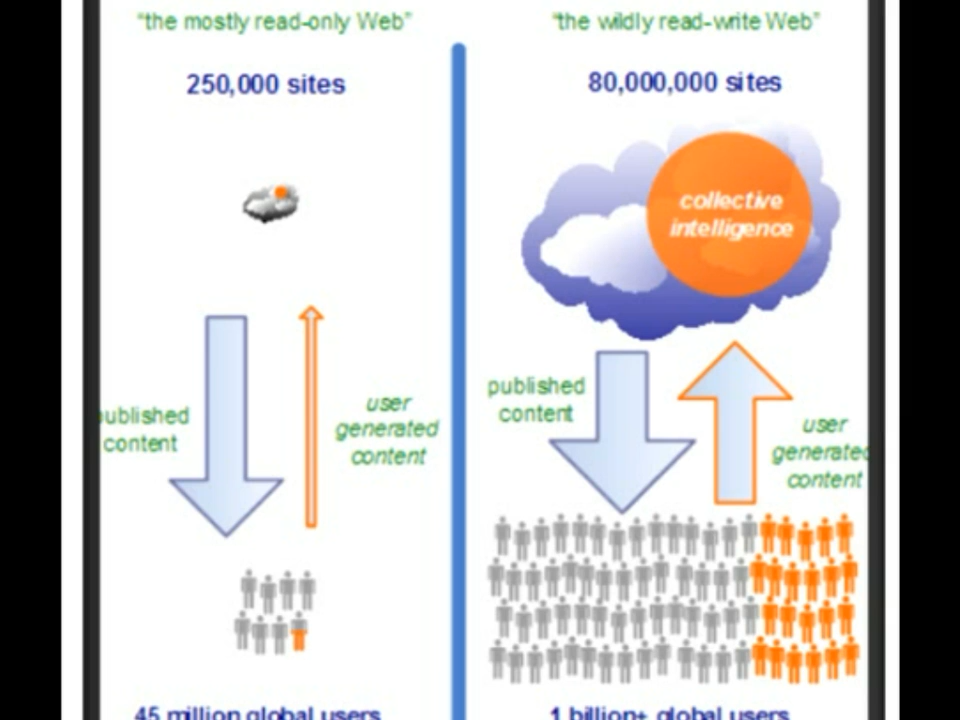 "the mostly read-only Web"
250,000 sites
published
content
user
generated
content
45 million global users
"the wildly read-write Web"
80,000,000 sites
collective
intelligence
published
content
user
generated
content
1 billion+ global users